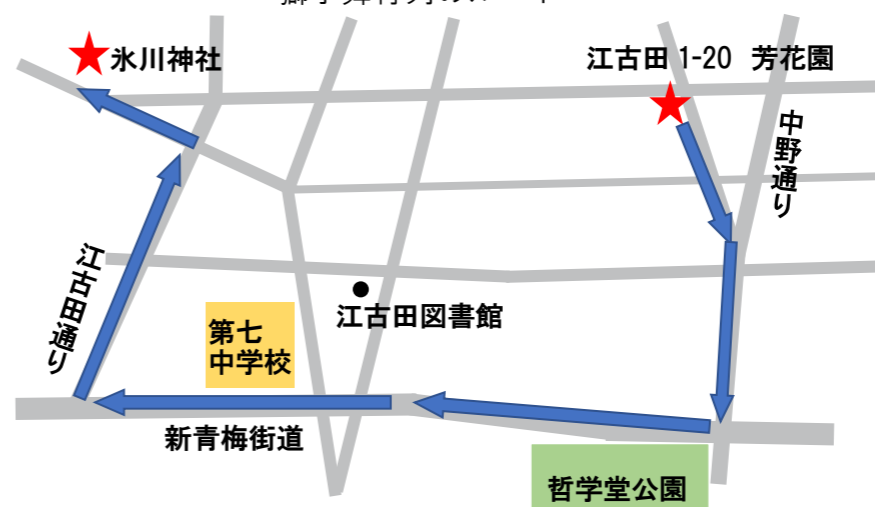 氷川神社
江古田 1-20 芳花園
中野通り
江古田通り
江古田図書館
第七
中学校
新青梅街道
哲学堂公園